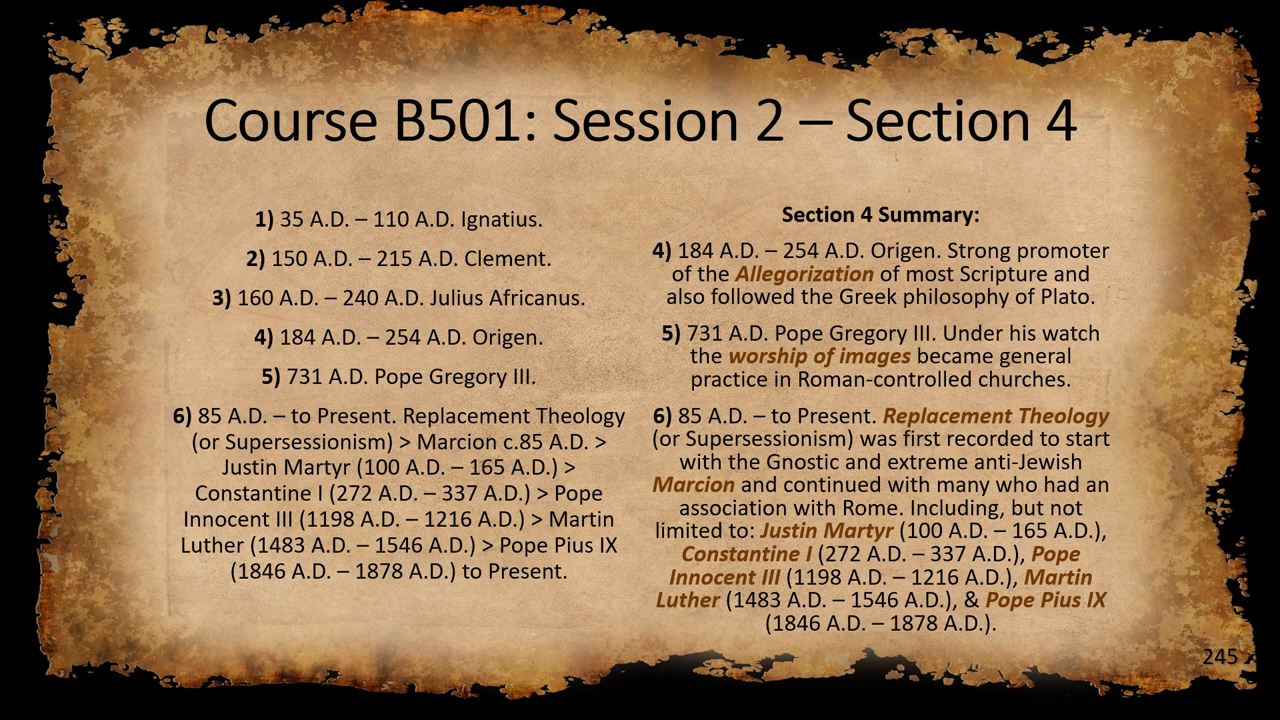 Course B501: Session 2 – Section 4
1) 35 A.D. – 110 A.D. Ignatius.
2) 150 A.D. – 215 A.D. Clement.
3) 160 A.D. – 240 A.D. Julius Africanus.
4) 184 A.D. – 254 A.D. Origen.
5) 731 A.D. Pope Gregory III.
6) 85 A.D. – to Present. Replacement Theology
(or Supersessionism) > Marcion c.85 A.D. >
Justin Martyr (100 A.D. – 165 A.D.) >
Constantine I (272 A.D. – 337 A.D.) > Pope
Innocent III (1198 A.D. – 1216 A.D.) > Martin
Luther (1483 A.D. – 1546 A.D.) > Pope Pius IX
(1846 A.D. – 1878 A.D.) to Present.
Section 4 Summary:
4) 184 A.D. – 254 A.D. Origen. Strong promoter
of the Allegorization of most Scripture and
also followed the Greek philosophy of Plato.
5) 731 A.D. Pope Gregory III. Under his watch
the worship of images became general
practice in Roman-controlled churches.
6) 85 A.D. – to Present. Replacement Theology
(or Supersessionism) was first recorded to start
with the Gnostic and extreme anti-Jewish
Marcion and continued with many who had an
association with Rome. Including, but not
limited to: Justin Martyr (100 A.D. – 165 A.D.),
Constantine I (272 A.D. – 337 A.D.), Pope
Innocent III (1198 A.D. – 1216 A.D.), Martin
Luther (1483 A.D. – 1546 A.D.), & Pope Pius IX
(1846 A.D. – 1878 A.D.).
245